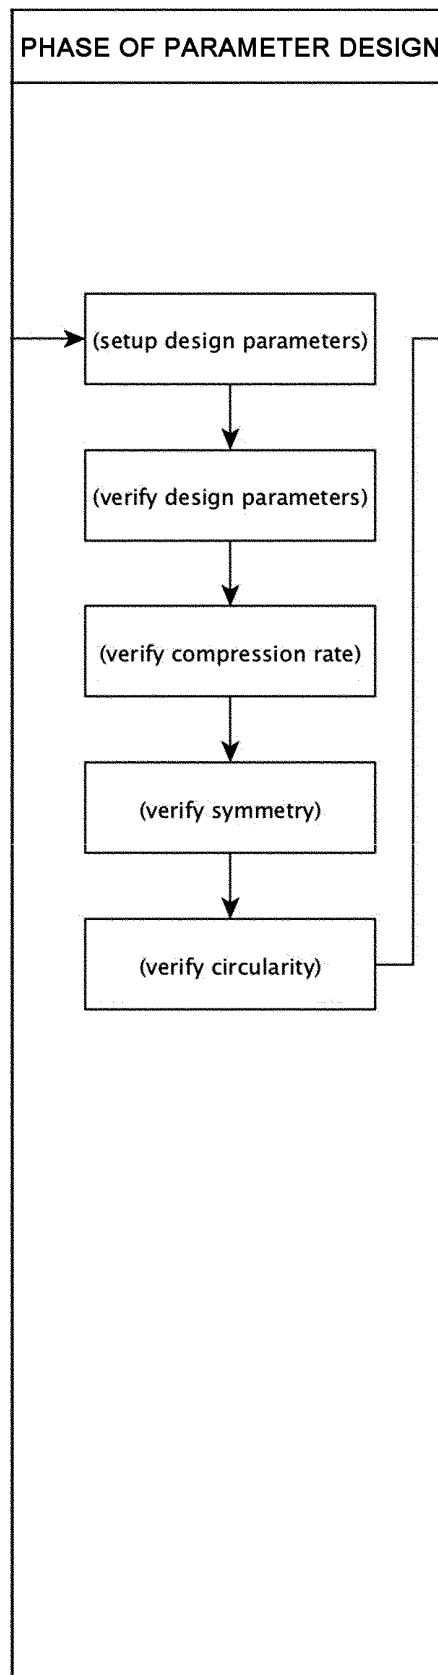 PHASE OF PARAMETER DESIGN
(setup design parameters)
(verify design parameters)
(verify compression rate)
(verify symmetry)
(verify circularity)